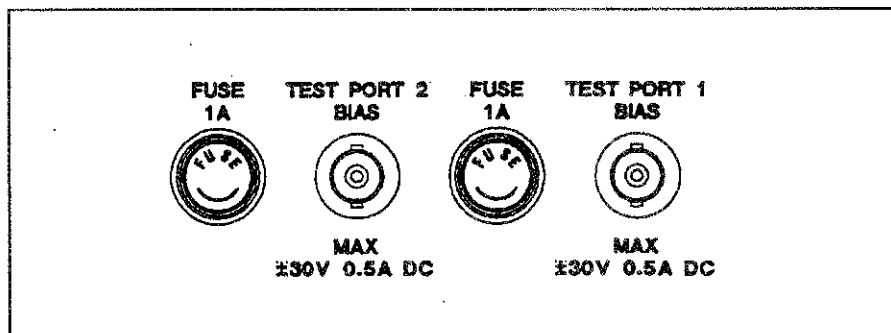 FUSE TEST PORT 2 FUSE TEST PORT 1
1A BIAS 1A BIAS
FUSE FUSE
MAX MAX
±30V 0.5A DC ±30V 0.5A DC